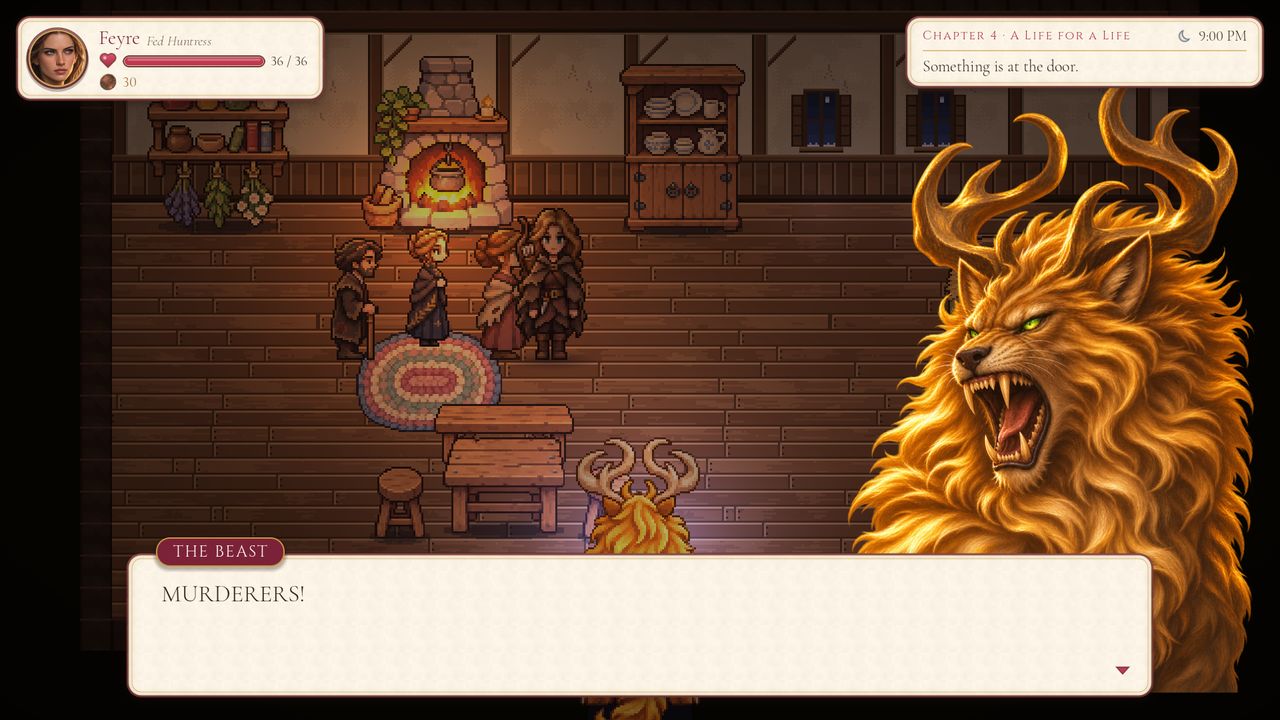 Feyre Fed Huntress
36 / 36
30
Chapter 4 · A Life for a Life
9:00 PM
Something is at the door.
THE BEAST
MURDERERS!